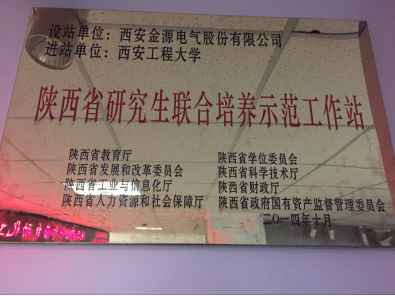 设站单位：西安金源电气股份有限公司
进站单位：西安工程大学
陕西省研究生联合培养示范工作站
陕西省教育厅 陕西省学位委员会
陕西省发展和改革委员会 陕西省科学技术厅
陕西省工业与信息化厅 陕西省财政厅
陕西省人力资源和社会保障厅 陕西省政府国有资产监督管理委员会
二〇一四年十月